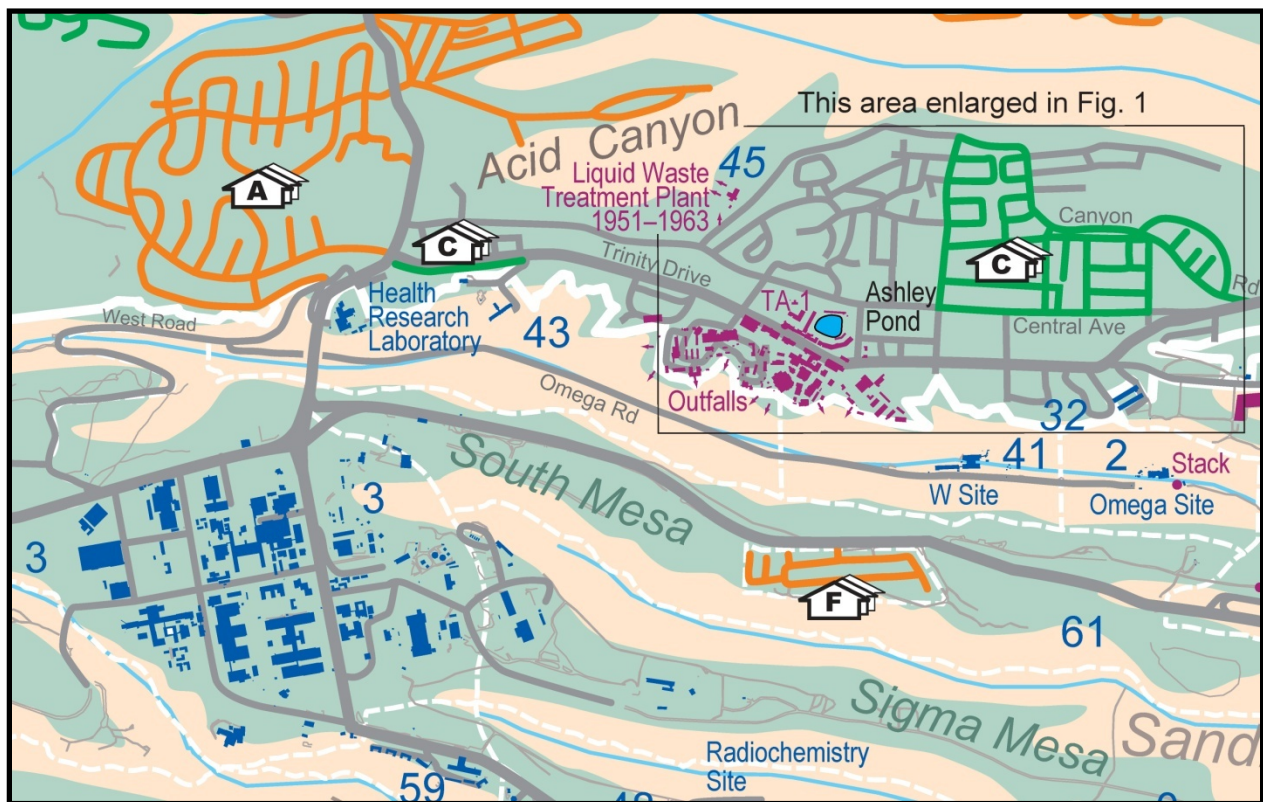 This area enlarged in Fig. 1
Acid Canyon
45
Liquid Waste
Treatment Plant
1951–1963
A
C
Canyon
C
Rd
Trinity Drive
TA-1
Ashley
Pond
Central Ave
West Road
Health
Research
Laboratory
43
Omega Rd
Outfalls
32
41
2
Stack
W Site
Omega Site
South Mesa
3
3
F
61
Sigma Mesa
Sand
Radiochemistry
Site
59